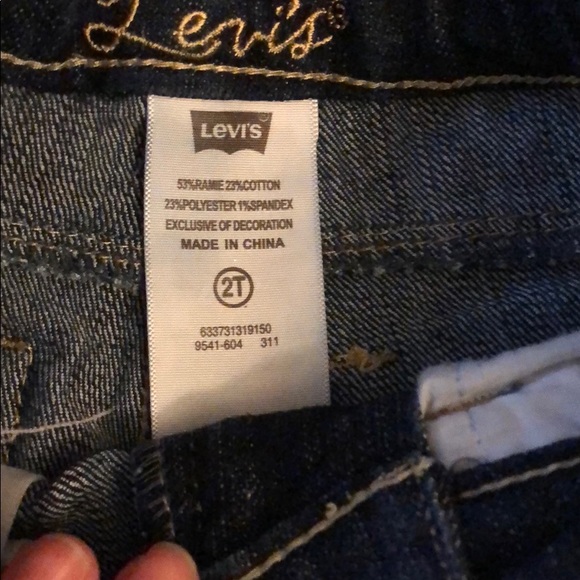 Levi's®
LEVI'S
53%RAMIE 23%COTTON
23%POLYESTER 1%SPANDEX
EXCLUSIVE OF DECORATION
MADE IN CHINA
2T
633731319150
9541-604 311